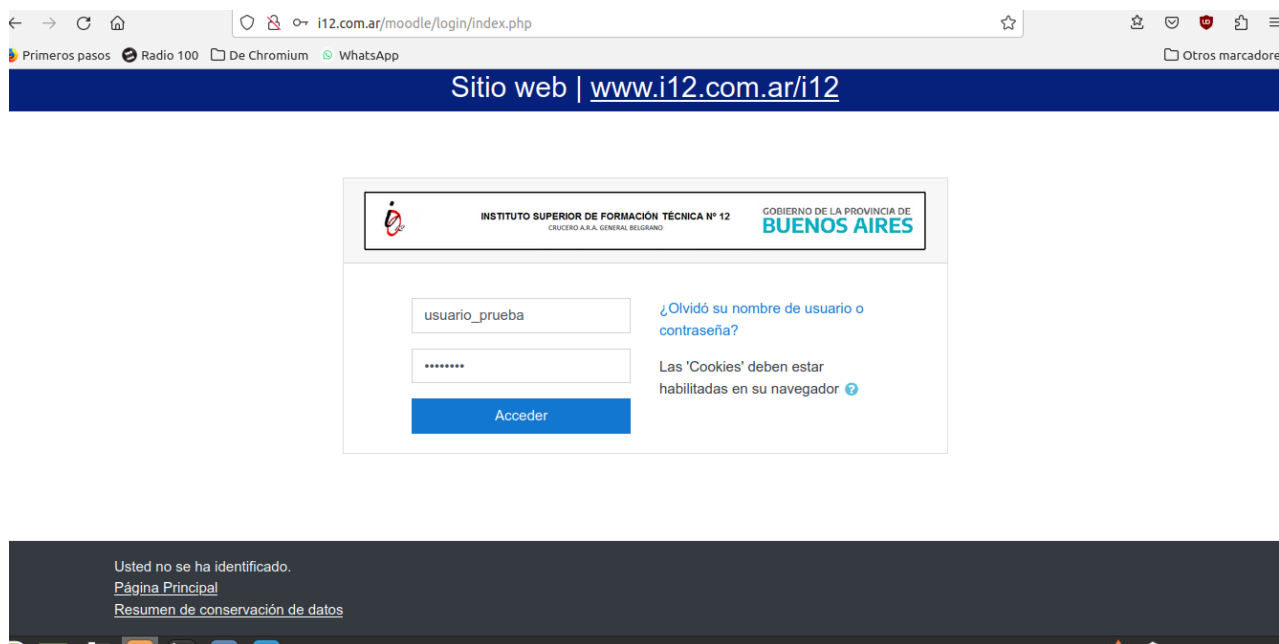 i12.com.ar/moodle/login/index.php
Primeros pasos Radio 100 De Chromium WhatsApp Otros marcadore
Sitio web | www.i12.com.ar/i12
INSTITUTO SUPERIOR DE FORMACIÓN TÉCNICA Nº 12
CRUCERO A.R.A. GENERAL BELGRANO
GOBIERNO DE LA PROVINCIA DE
BUENOS AIRES
usuario_prueba
••••••••
Acceder
¿Olvidó su nombre de usuario o
contraseña?
Las 'Cookies' deben estar
habilitadas en su navegador
Usted no se ha identificado.
Página Principal
Resumen de conservación de datos